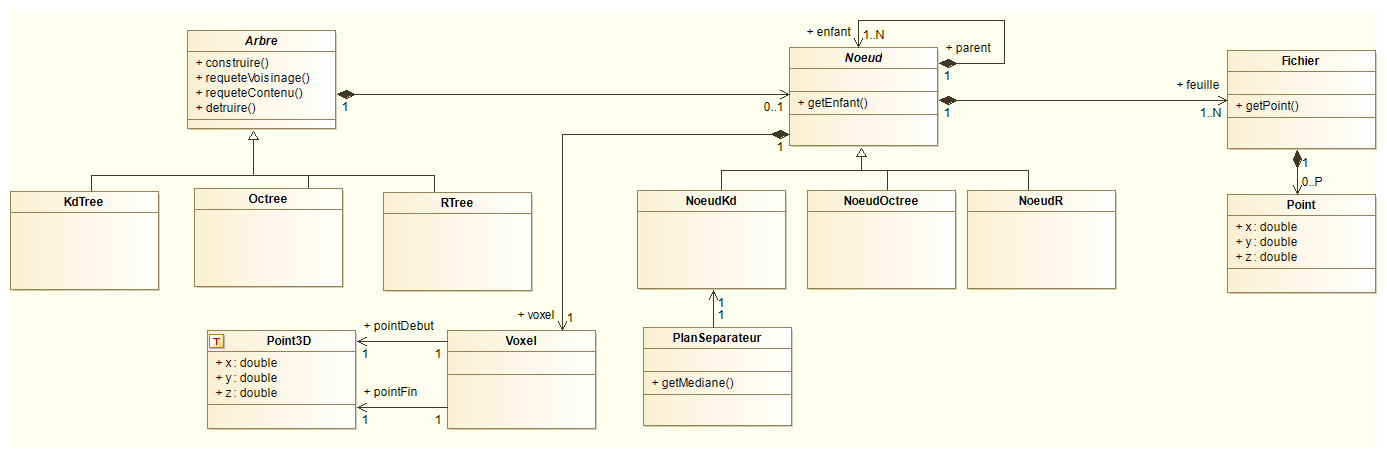 Arbre
+ construire()
+ requeteVoisinage()
+ requeteContenu()
+ detruire()
1
0..1
+ enfant
1..N
+ parent
1
Noeud
+ getEnfant()
1
1
+ feuille
1..N
Fichier
+ getPoint()
1
0..P
KdTree
Octree
RTree
NoeudKd
NoeudOctree
NoeudR
Point
+ x : double
+ y : double
+ z : double
1
1
+ voxel
1
T
Point3D
+ x : double
+ y : double
+ z : double
+ pointDebut
1
1
+ pointFin
1
1
Voxel
PlanSeparateur
+ getMediane()